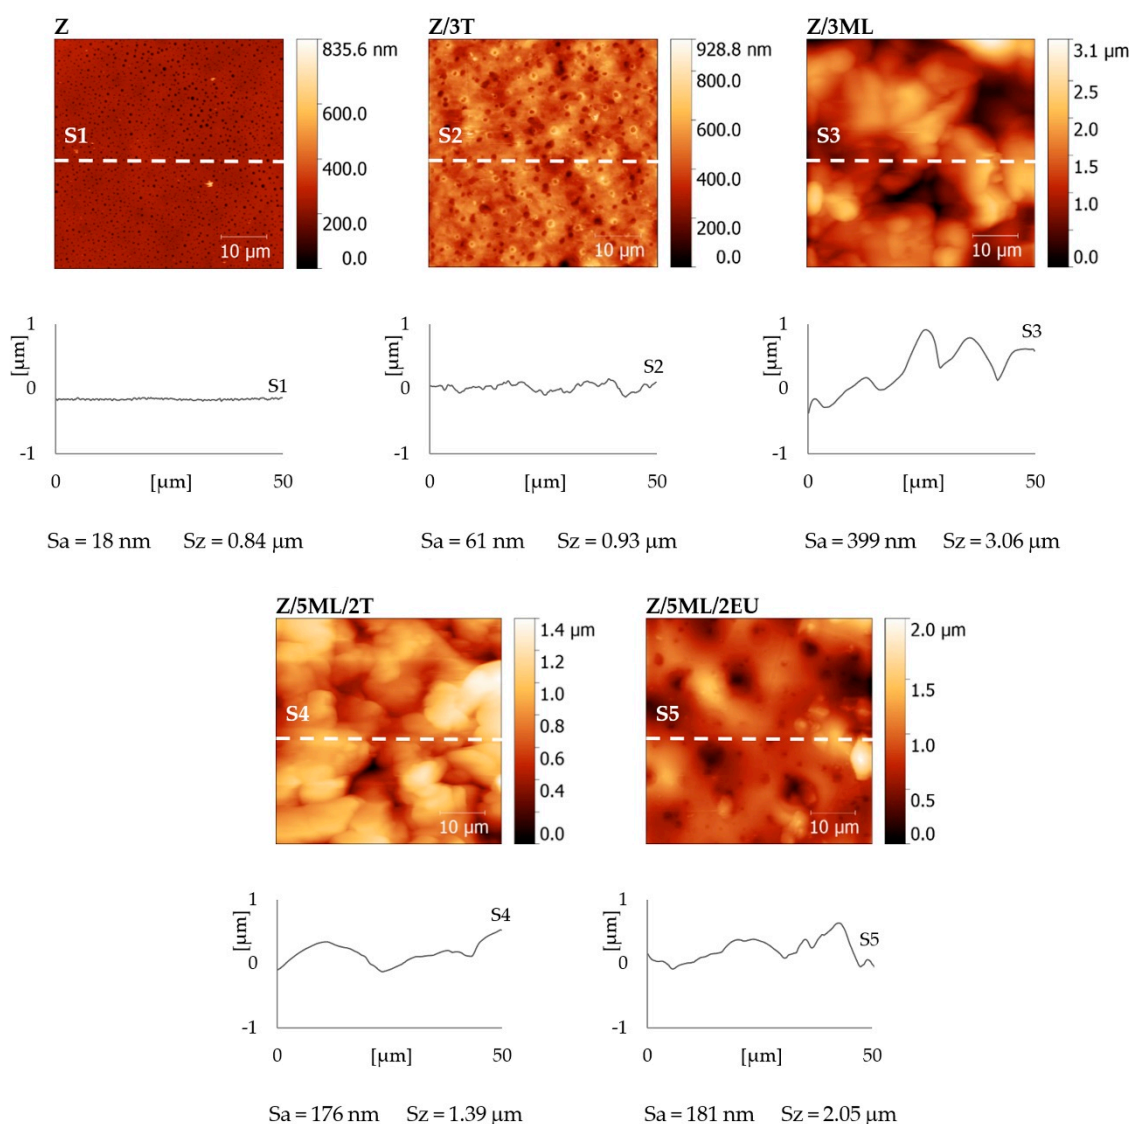 Z
835.6 nm
600.0
400.0
200.0
0.0
S1
10 µm
Z/3T
928.8 nm
800.0
600.0
400.0
200.0
0.0
S2
10 µm
Z/3ML
3.1 µm
2.5
2.0
1.5
1.0
0.5
0.0
S3
10 µm
1
[µm]
0
-1
S1
0 [µm] 50
1
[µm]
0
-1
S2
0 [µm] 50
1
[µm]
0
-1
S3
0 [µm] 50
Sa = 18 nm Sz = 0.84 µm
Sa = 61 nm Sz = 0.93 µm
Sa = 399 nm Sz = 3.06 µm
Z/5ML/2T
1.4 µm
1.2
1.0
0.8
0.6
0.4
0.0
S4
10 µm
Z/5ML/2EU
2.0 µm
1.5
1.0
0.5
0.0
S5
10 µm
1
[µm]
0
-1
S4
0 [µm] 50
1
[µm]
0
-1
S5
0 [µm] 50
Sa = 176 nm Sz = 1.39 µm
Sa = 181 nm Sz = 2.05 µm